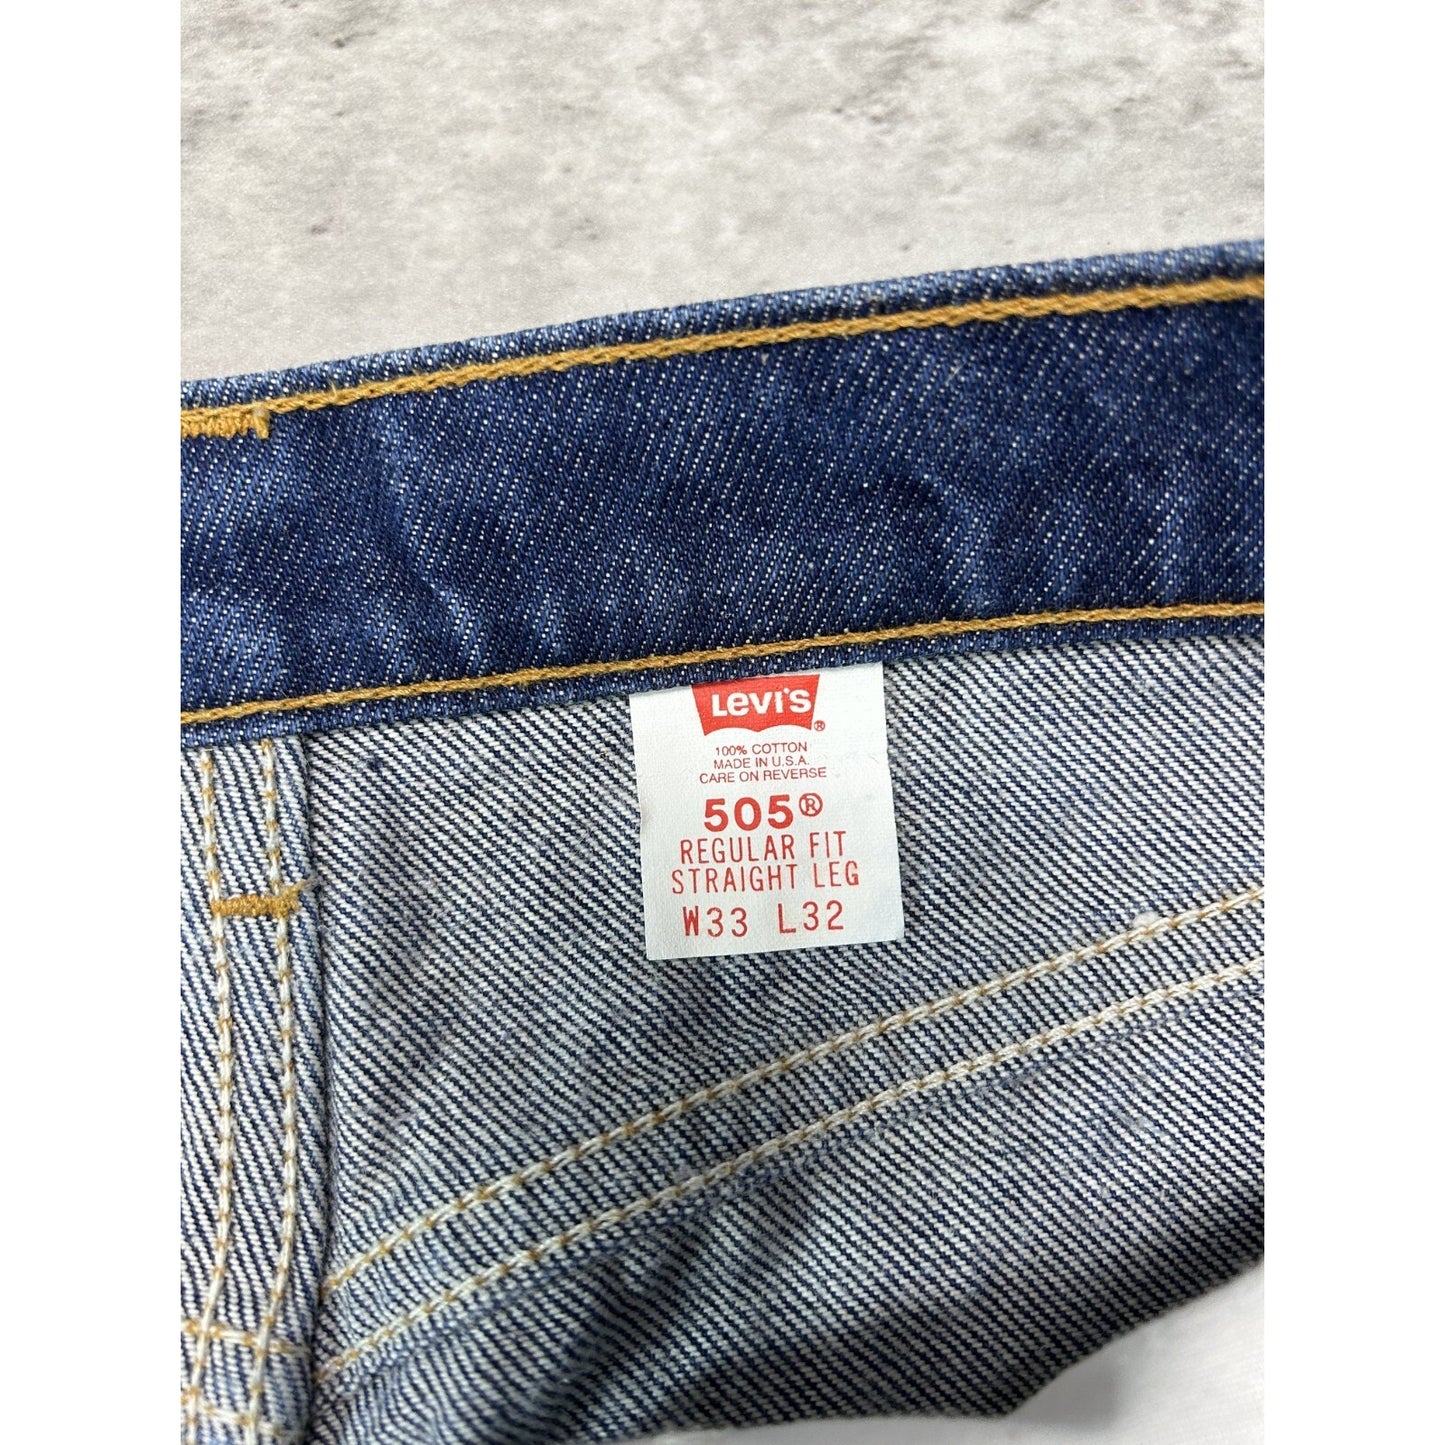 Levi's®
100% COTTON
MADE IN U.S.A.
CARE ON REVERSE
505®
REGULAR FIT
STRAIGHT LEG
W33 L32